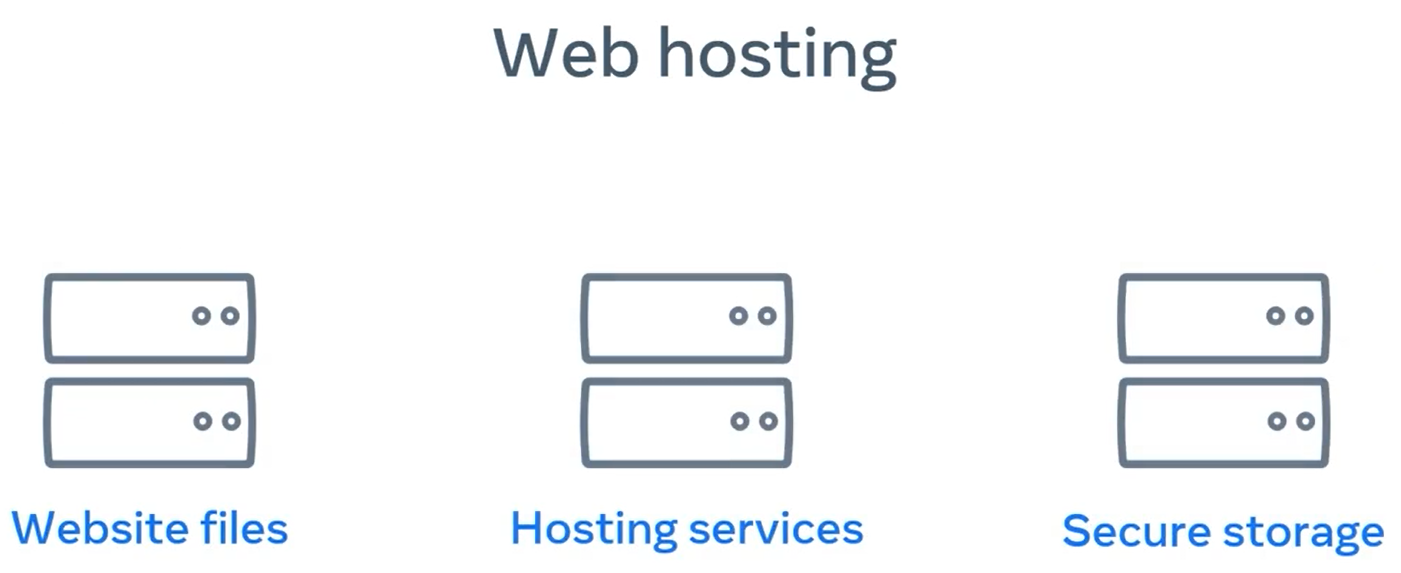 Web hosting
Website files
Hosting services
Secure storage